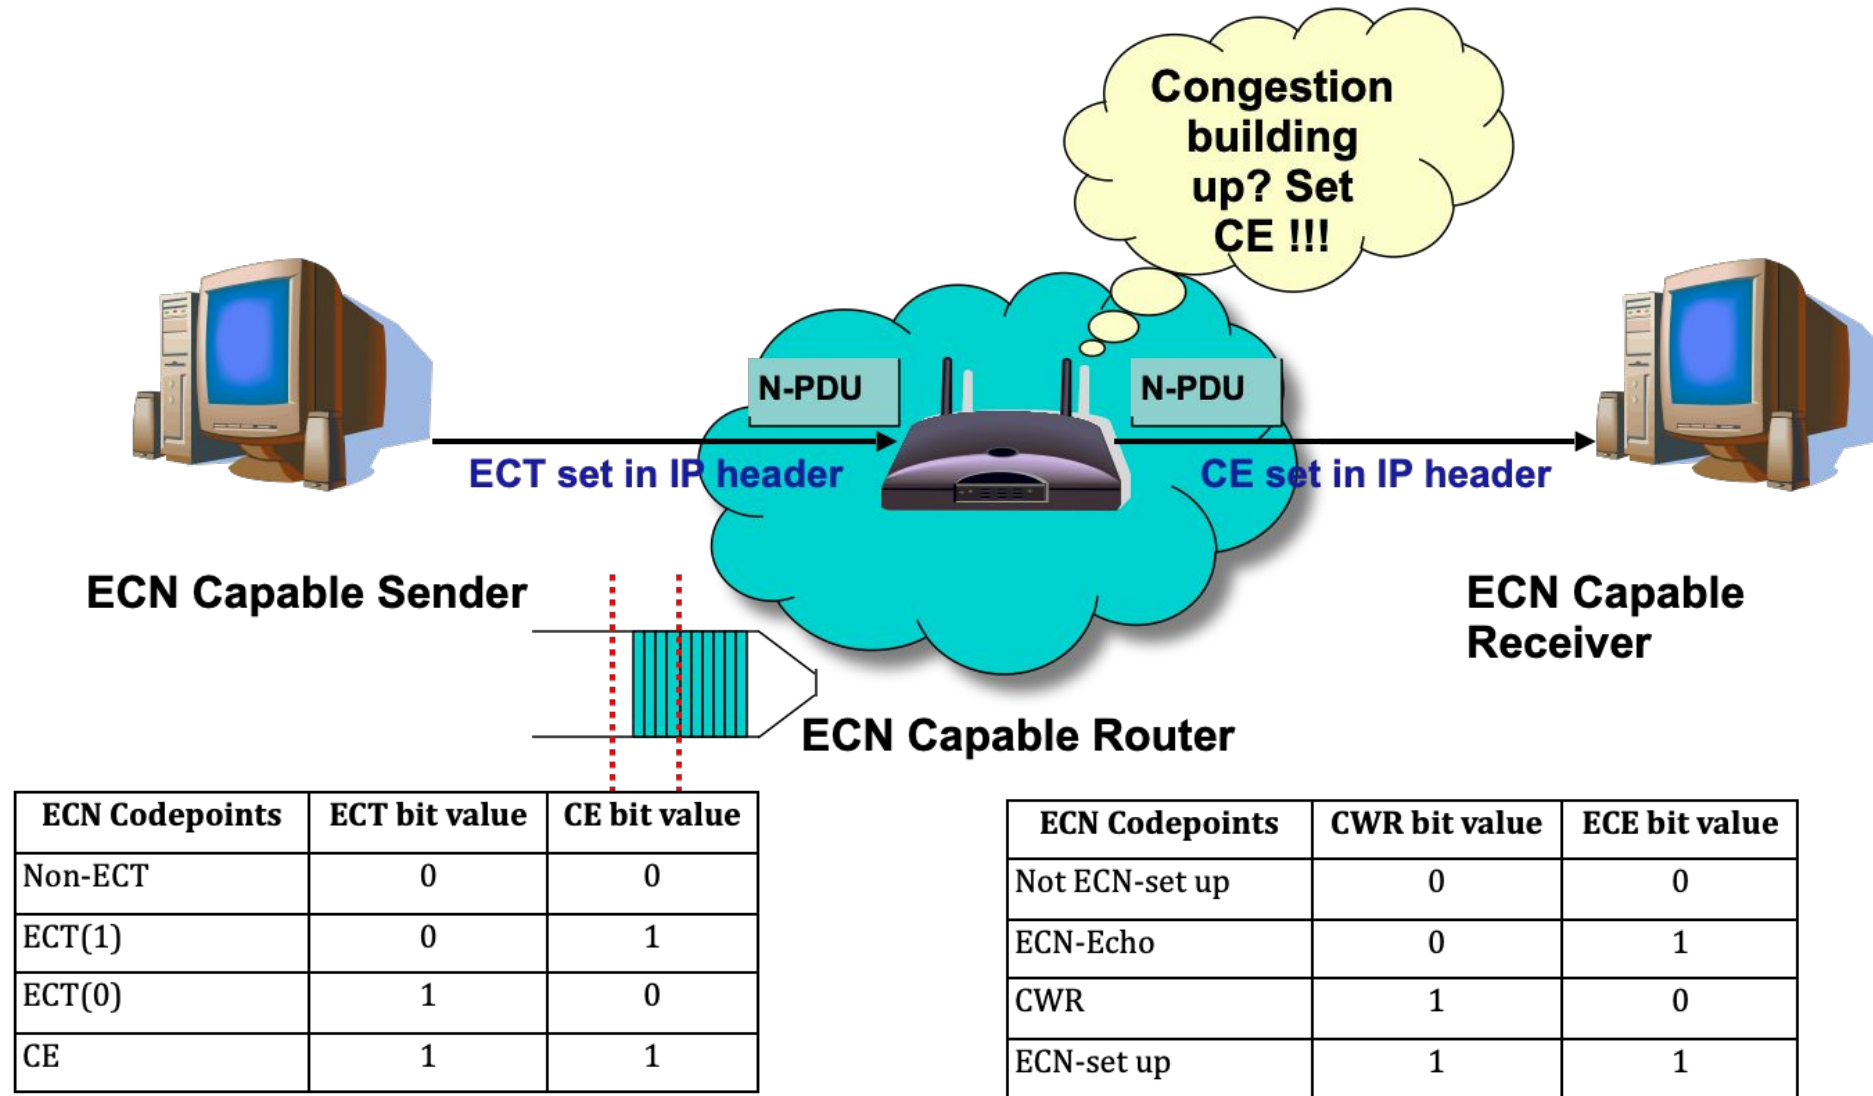 Congestion
building
up? Set
CE !!!
N-PDU
N-PDU
ECT set in IP header
CE set in IP header
ECN Capable Sender
ECN Capable
Receiver
ECN Capable Router
ECN Codepoints ECT bit value CE bit value
Non-ECT 0 0
ECT(1) 0 1
ECT(0) 1 0
CE 1 1
ECN Codepoints CWR bit value ECE bit value
Not ECN-set up 0 0
ECN-Echo 0 1
CWR 1 0
ECN-set up 1 1